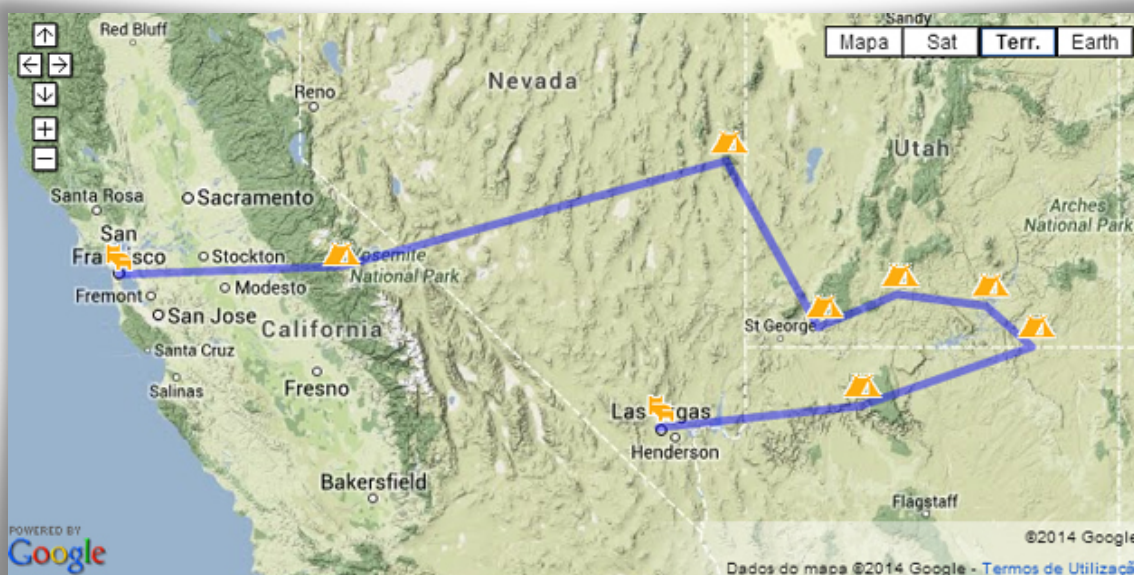 Red Bluff
Sandy
Mapa
Sat
Terr.
Earth
Nevada
Reno
Utah
Sacramento
Santa Rosa
Arches
National Park
San
Francisco
Stockton
Yosemite
National Park
Modesto
Fremont
San Jose
California
St George
Santa Cruz
Fresno
Salinas
Las Vegas
Henderson
Bakersfield
Flagstaff
POWERED BY
Google
©2014 Google
Dados do mapa ©2014 Google - Termos de Utilizaçã